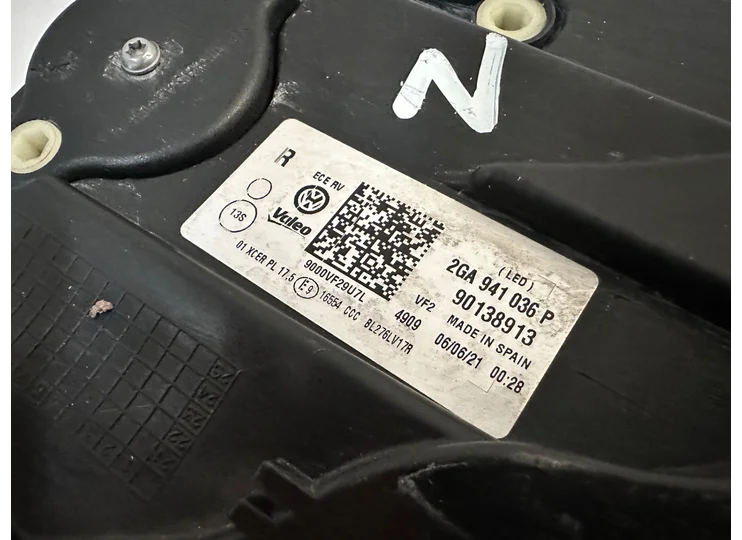 N
R
ECE RV
13S
Valeo
(LED)
2GA 941 036 P
90138913
9000VF29U7L
VF2
MADE IN SPAIN
01 XCER PL 17.5 E9 16554 CCC
4909
06/06/21 00:28
8L276LV17R